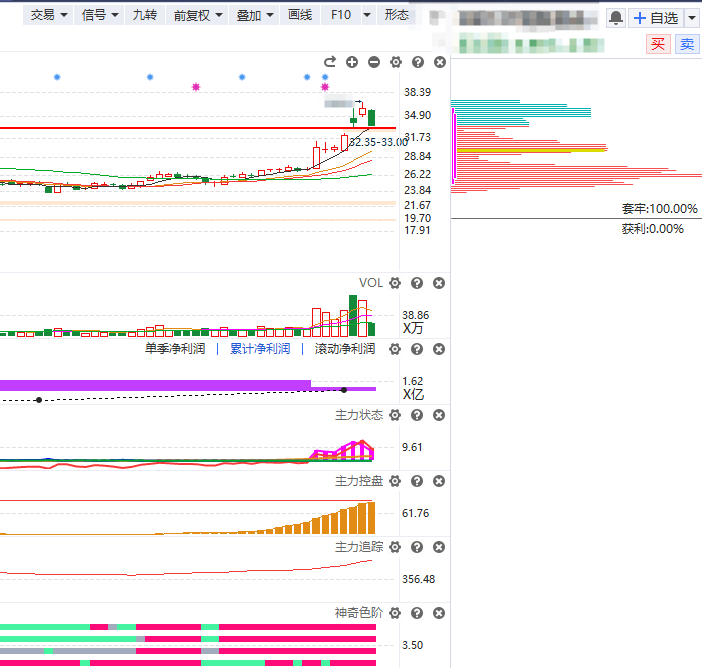 交易 信号 九转 前复权 叠加 画线 F10 形态 自选
买 卖
38.39
34.90
31.73
32.35-33.00
28.84
26.22
23.84
21.67
19.70
17.91
套牢:100.00%
获利:0.00%
VOL
38.86
X万
单季净利润 | 累计净利润 | 滚动净利润
1.62
X亿
主力状态
9.61
主力控盘
61.76
主力追踪
356.48
神奇色阶
3.50